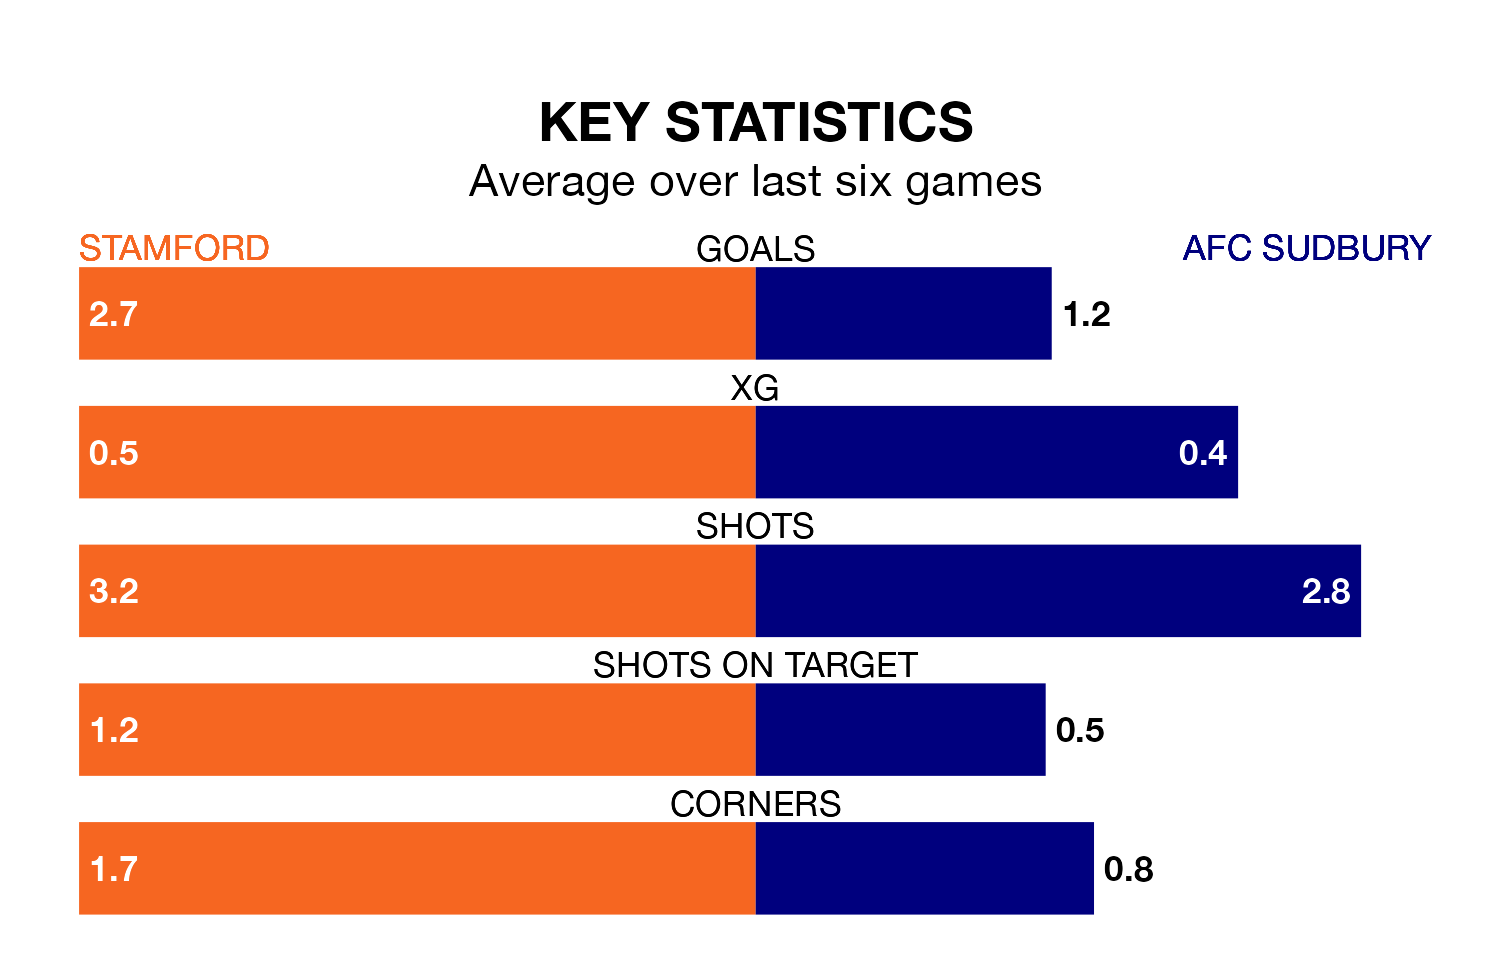 KEY STATISTICS
Average over last six games
STAMFORD GOALS AFC SUDBURY
2.7 1.2
XG
0.5 0.4
SHOTS
3.2 2.8
SHOTS ON TARGET
1.2 0.5
CORNERS
1.7 0.8